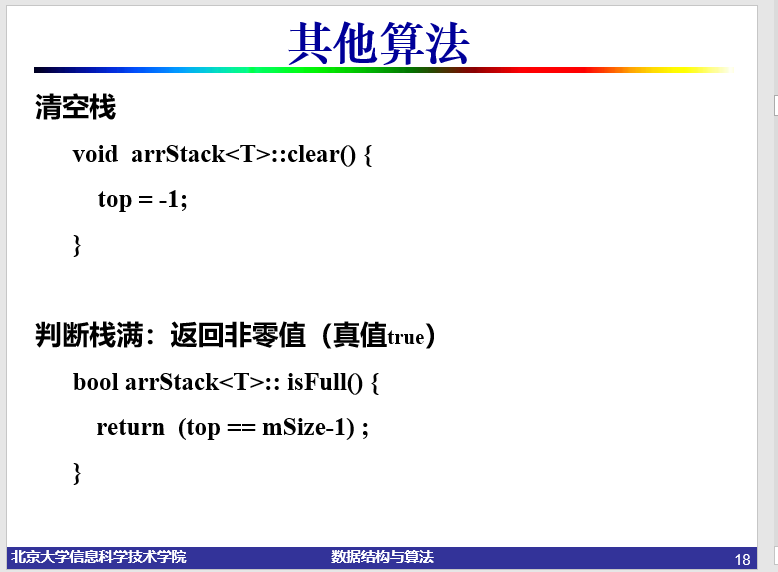 其他算法
清空栈
void arrStack<T>::clear() {
top = -1;
}
判断栈满：返回非零值（真值true）
bool arrStack<T>:: isFull() {
return (top == mSize-1) ;
}
北京大学信息科学技术学院 数据结构与算法 18